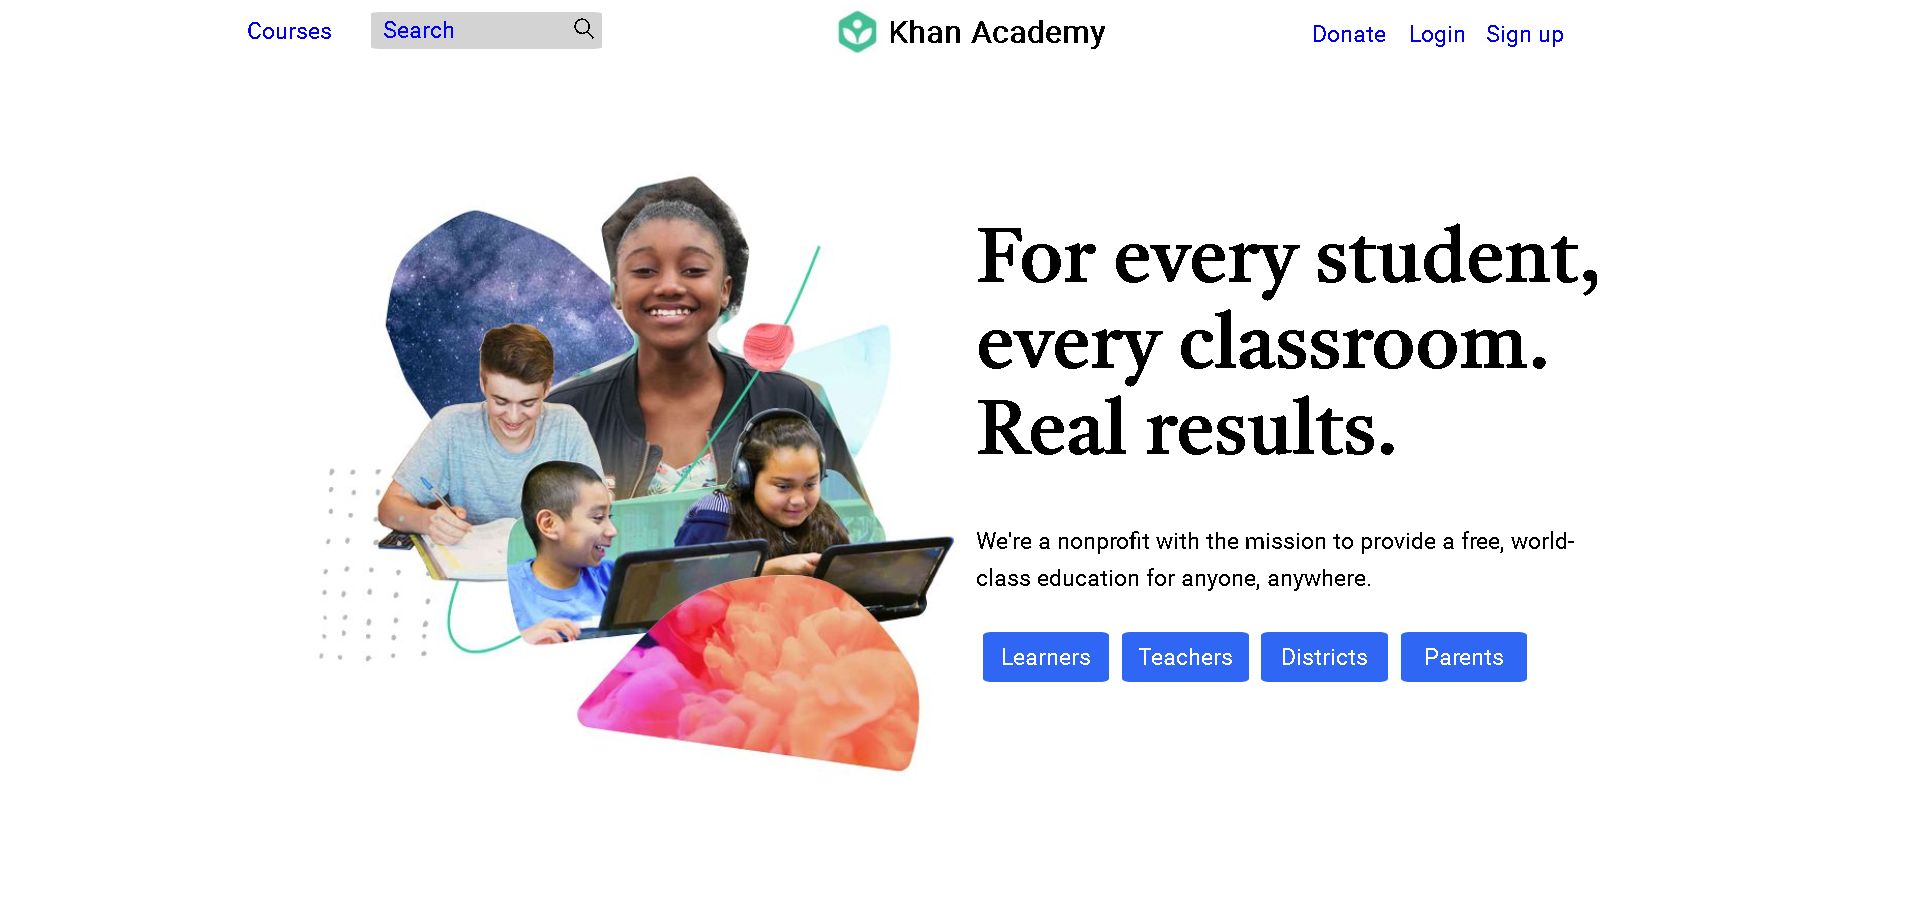 Courses Search Khan Academy Donate Login Sign up
For every student,
every classroom.
Real results.
We're a nonprofit with the mission to provide a free, world-
class education for anyone, anywhere.
Learners Teachers Districts Parents